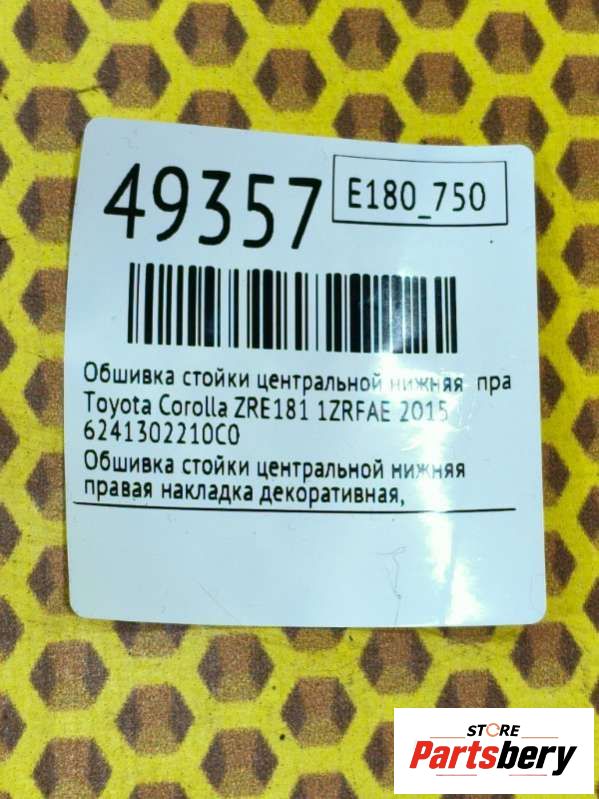 49357
E180_750
Обшивка стойки центральной нижняя пра
Toyota Corolla ZRE181 1ZRFAE 2015
6241302210C0
Обшивка стойки центральной нижняя
правая накладка декоративная,
STORE
Partsbery